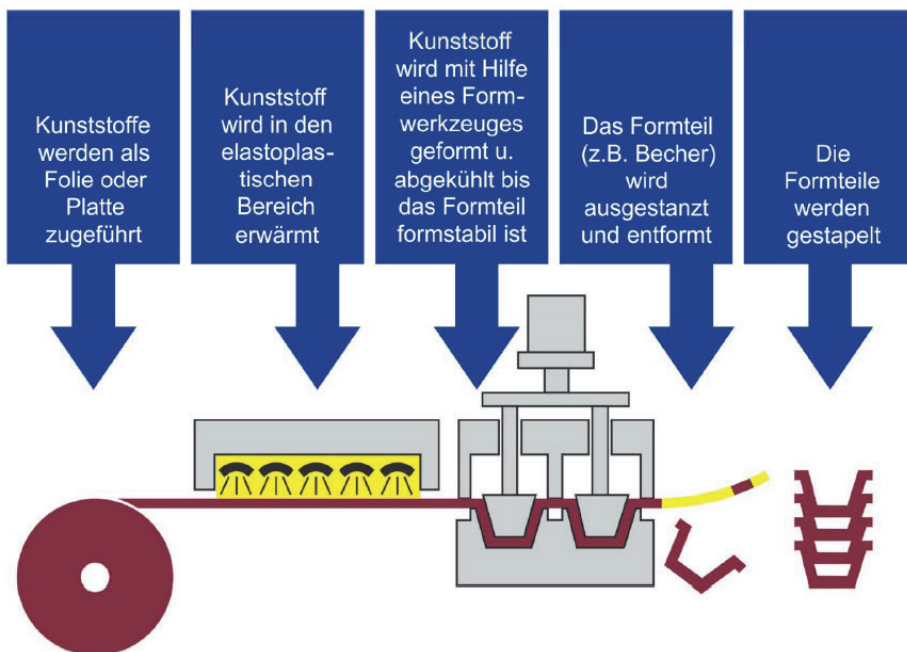 Kunststoffe
werden als
Folie oder
Platte
zugeführt
Kunststoff
wird in den
elastoplas-
tischen
Bereich
erwärmt
Kunststoff
wird mit Hilfe
eines Form-
werkzeuges
geformt u.
abgekühlt bis
das Formteil
formstabil ist
Das Formteil
(z.B. Becher)
wird
ausgestanzt
und entformt
Die
Formteile
werden
gestapelt